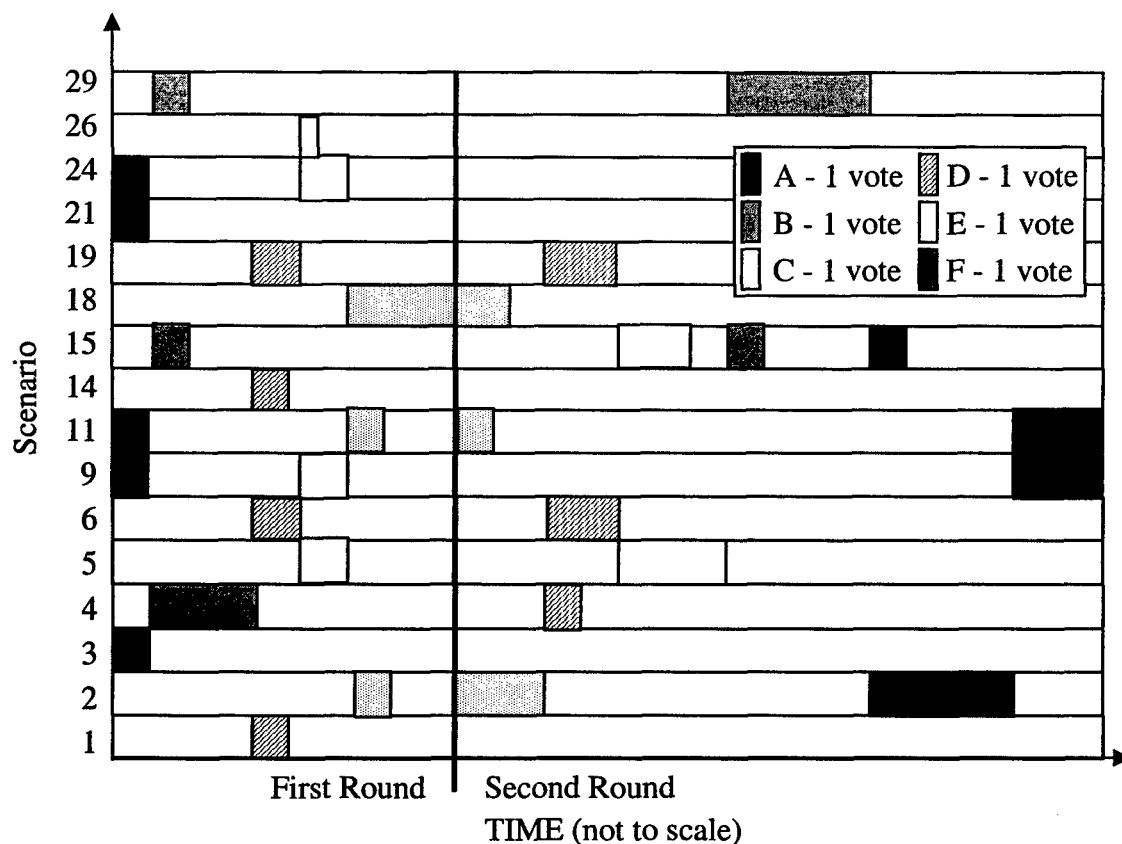 29
26
24
21
19
18
15
14
11
9
6
5
4
3
2
1
Scenario
A - 1 vote
D - 1 vote
B - 1 vote
E - 1 vote
C - 1 vote
F - 1 vote
First Round
Second Round
TIME (not to scale)